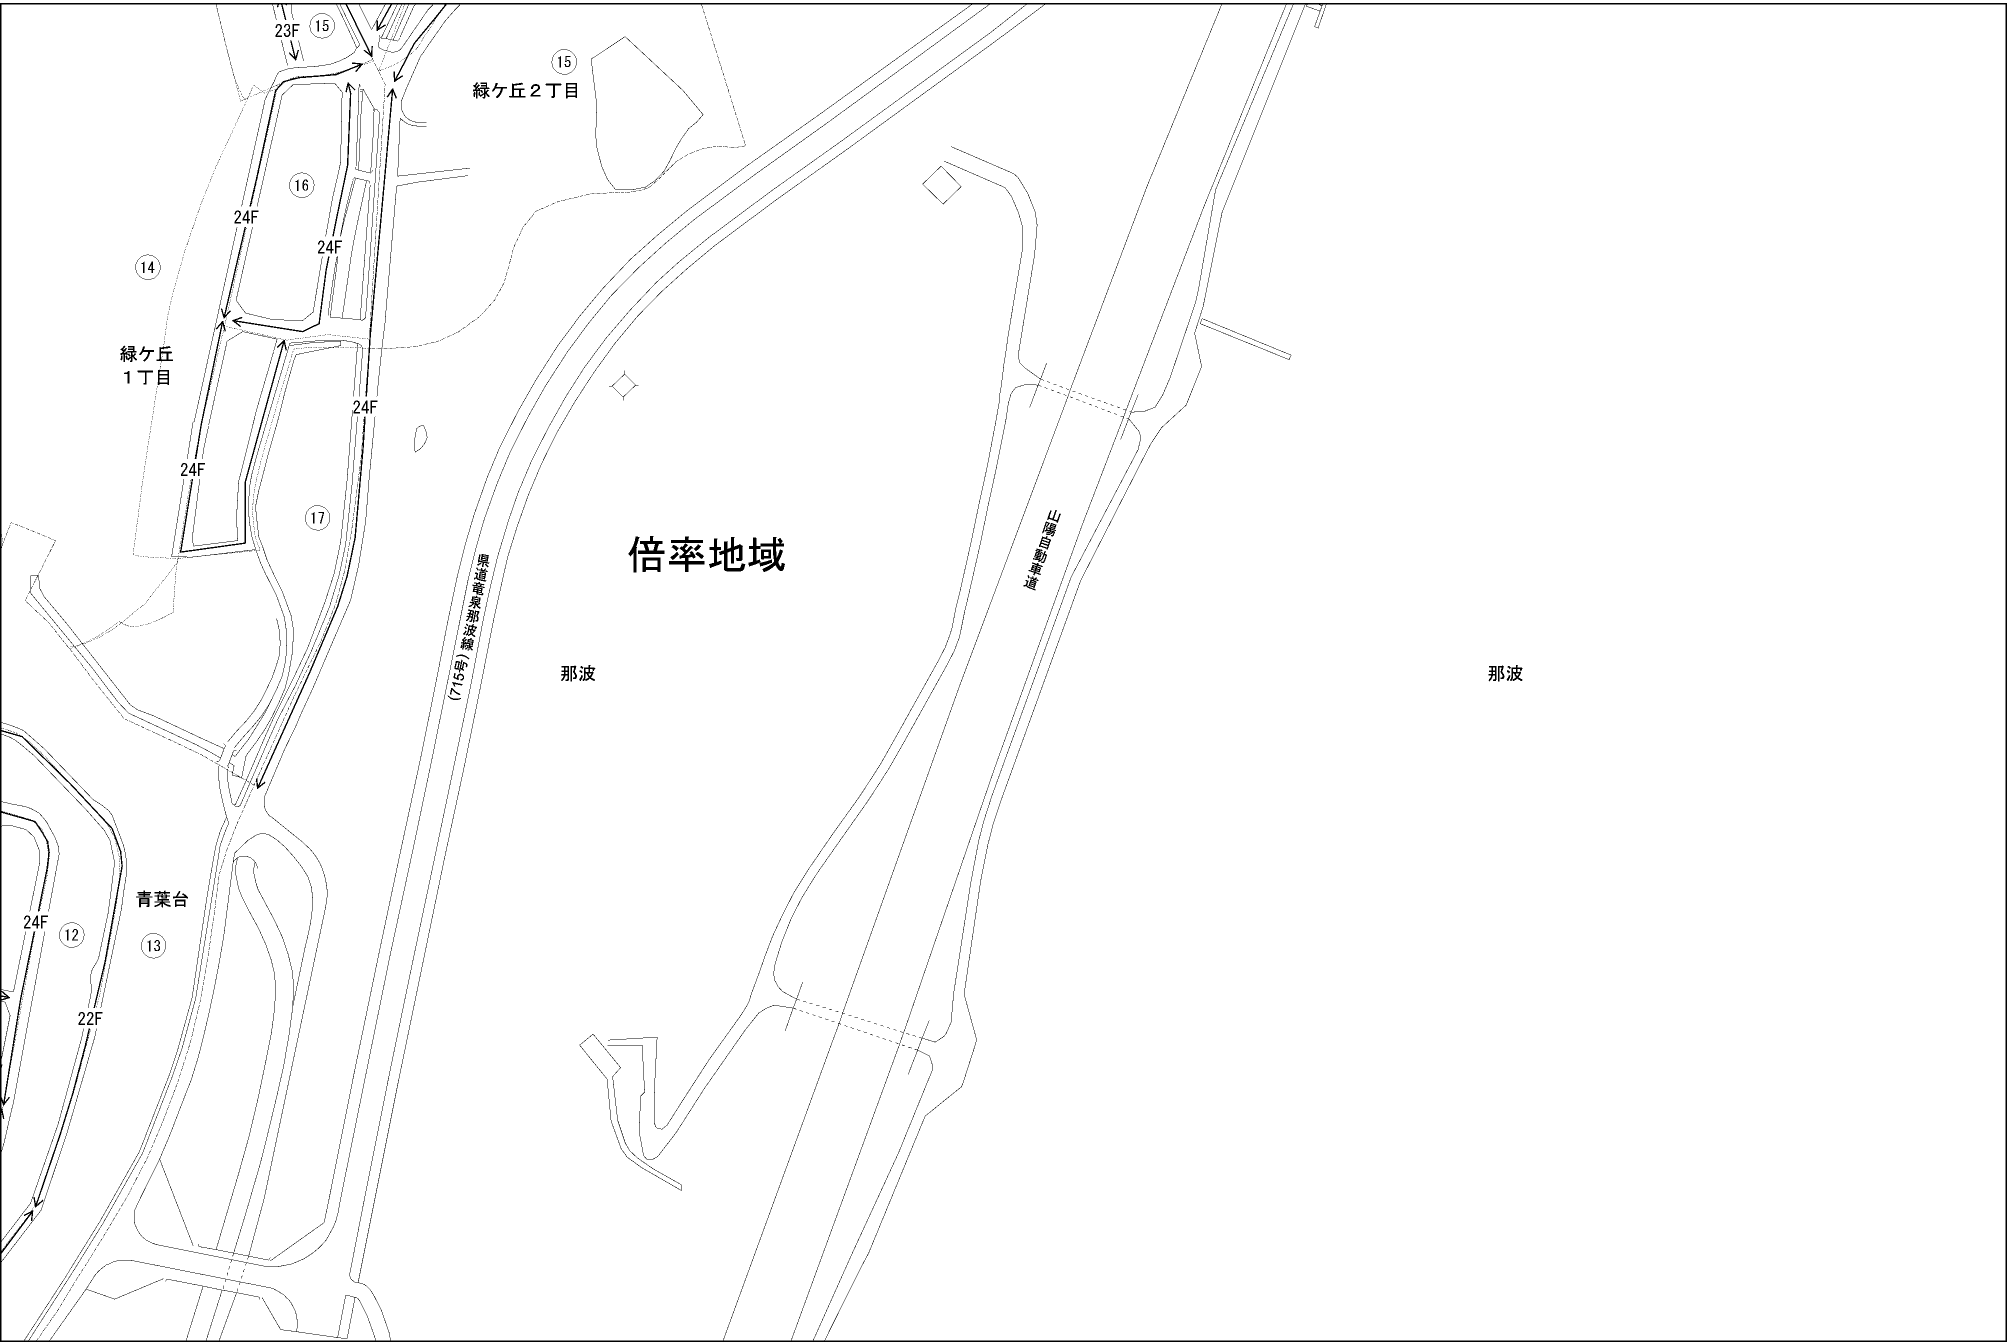 23F
⑮
⑮
緑ケ丘２丁目
⑯
24F
24F
⑭
緑ケ丘
１丁目
24F
24F
⑰
倍率地域
県道竜泉那波線
(715号)
山陽自動車道
那波
那波
青葉台
24F
⑫
⑬
22F